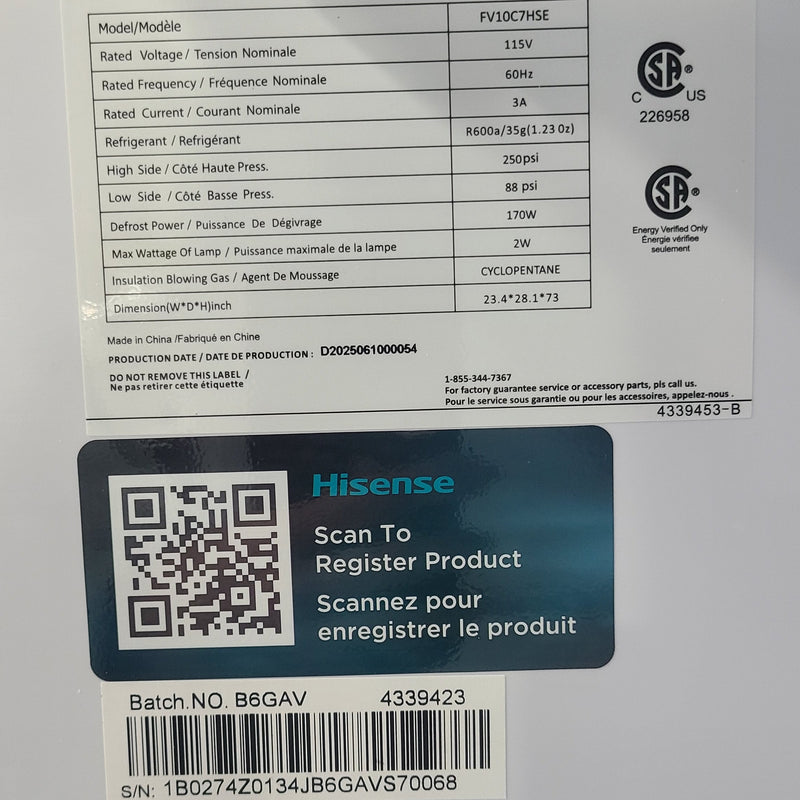 Model/Modèle FV10C7HSE
Rated Voltage / Tension Nominale 115V
Rated Frequency / Fréquence Nominale 60Hz
Rated Current / Courant Nominale 3A
Refrigerant / Refrigérant R600a/35g(1.23 Oz)
High Side / Côté Haute Press. 250psi
Low Side / Côté Basse Press. 88 psi
Defrost Power / Puissance De Dégivrage 170W
Max Wattage Of Lamp / Puissance maximale de la lampe 2W
Insulation Blowing Gas / Agent De Moussage CYCLOPENTANE
Dimension(W*D*H)inch 23.4*28.1*73
SA®
C US
226958
SA®
Energy Verified Only
Énergie vérifiée
seulement
Made in China /Fabriqué en Chine
PRODUCTION DATE / DATE DE PRODUCTION : D2025061000054
DO NOT REMOVE THIS LABEL /
Ne pas retirer cette étiquette
1-855-344-7367
For factory guarantee service or accessory parts, pls call us.
Pour le service sous garantie ou pour les accessoires, appelez-nous .
4339453-B
Hisense
Scan To
Register Product
Scannez pour
enregistrer le produit
Batch.NO. B6GAV 4339423
S/N: 1B0274Z0134JB6GAVS70068